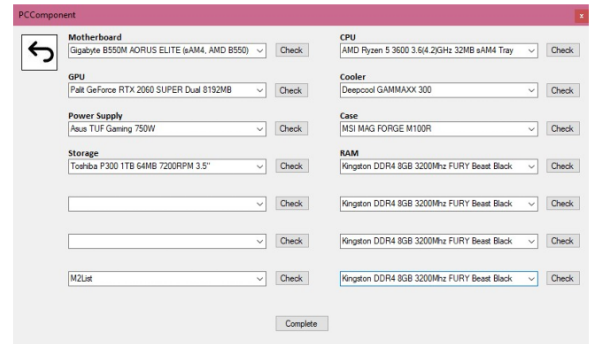 PCComponent
x
Motherboard
Gigabyte B550M AORUS ELITE (sAM4, AMD B550)
Check
CPU
AMD Ryzen 5 3600 3.6(4.2)GHz 32MB sAM4 Tray
Check
GPU
Palit GeForce RTX 2060 SUPER Dual 8192MB
Check
Cooler
Deepcool GAMMAXX 300
Check
Power Supply
Asus TUF Gaming 750W
Check
Case
MSI MAG FORGE M100R
Check
Storage
Toshiba P300 1TB 64MB 7200RPM 3.5"
Check
RAM
Kingston DDR4 8GB 3200Mhz FURY Beast Black
Check
Check
Kingston DDR4 8GB 3200Mhz FURY Beast Black
Check
Check
Kingston DDR4 8GB 3200Mhz FURY Beast Black
Check
M2List
Check
Kingston DDR4 8GB 3200Mhz FURY Beast Black
Check
Complete